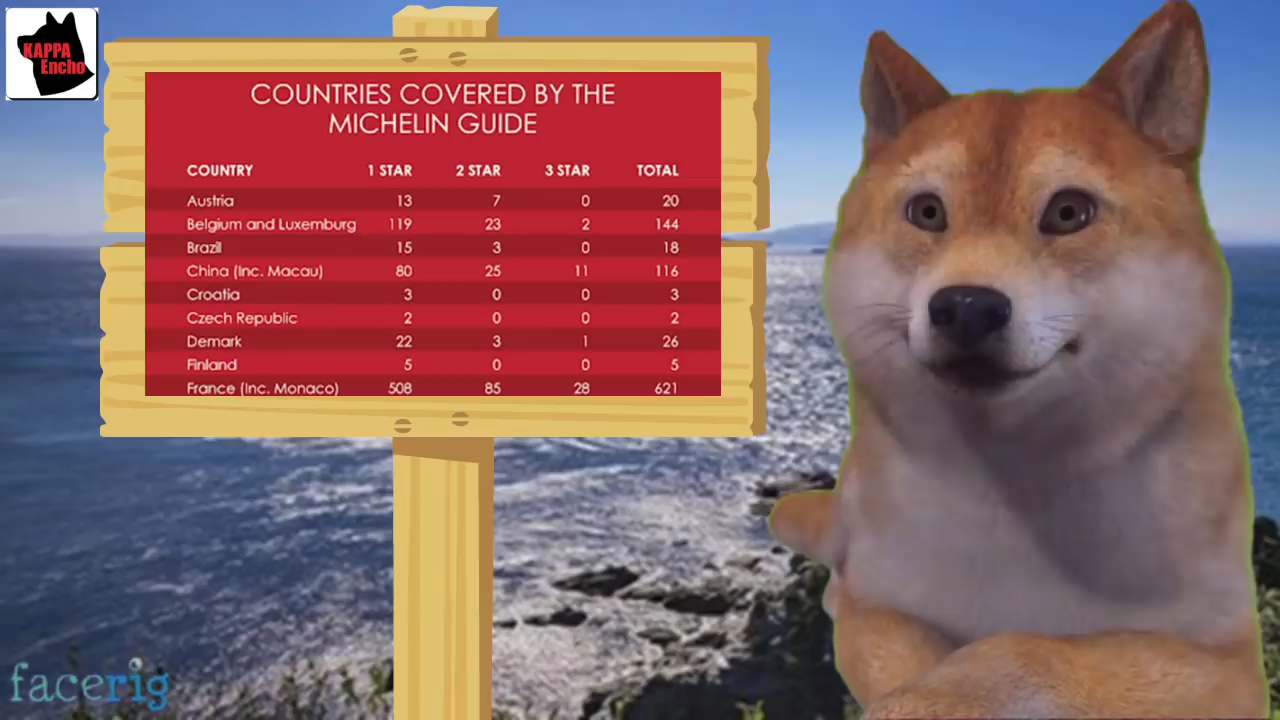 KAPPA
Encho
COUNTRIES COVERED BY THE
MICHELIN GUIDE
COUNTRY 1 STAR 2 STAR 3 STAR TOTAL
Austria 13 7 0 20
Belgium and Luxemburg 119 23 2 144
Brazil 15 3 0 18
China (Inc. Macau) 80 25 11 116
Croatia 3 0 0 3
Czech Republic 2 0 0 2
Demark 22 3 1 26
Finland 5 0 0 5
France (Inc. Monaco) 508 85 28 621
facerig